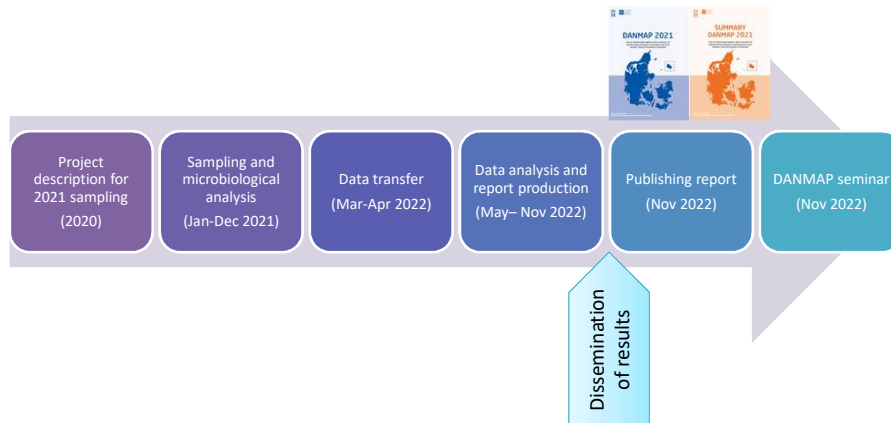 DANMAP 2021
SUMMARY
DANMAP 2021
Project
description for
2021 sampling
(2020)
Sampling and
microbiological
analysis
(Jan-Dec 2021)
Data transfer
(Mar-Apr 2022)
Data analysis and
report production
(May– Nov 2022)
Publishing report
(Nov 2022)
DANMAP seminar
(Nov 2022)
Dissemination
of results